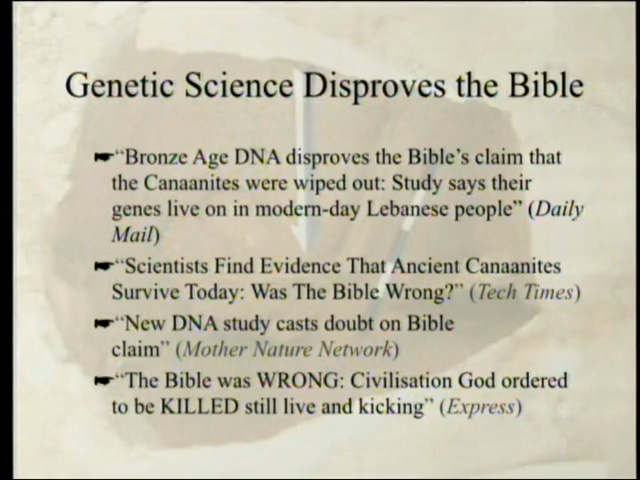 Genetic Science Disproves the Bible
☛“Bronze Age DNA disproves the Bible’s claim that
the Canaanites were wiped out: Study says their
genes live on in modern-day Lebanese people” (Daily
Mail)
☛“Scientists Find Evidence That Ancient Canaanites
Survive Today: Was The Bible Wrong?” (Tech Times)
☛“New DNA study casts doubt on Bible
claim” (Mother Nature Network)
☛“The Bible was WRONG: Civilisation God ordered
to be KILLED still live and kicking” (Express)